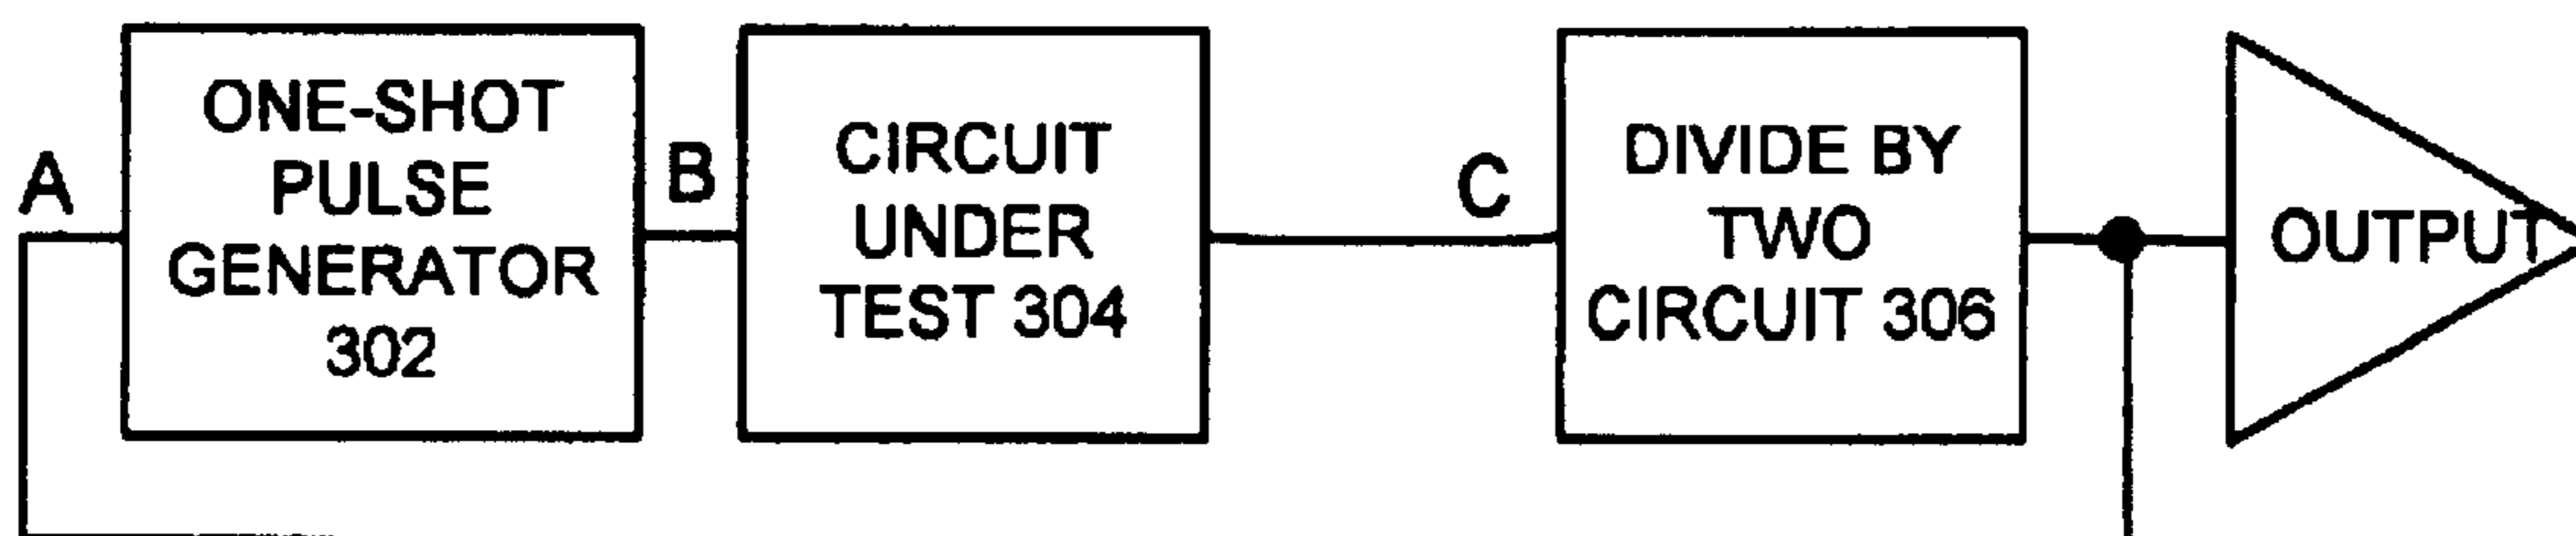 A
ONE-SHOT
PULSE
GENERATOR
302
B
CIRCUIT
UNDER
TEST 304
C
DIVIDE BY
TWO
CIRCUIT 306
OUTPUT